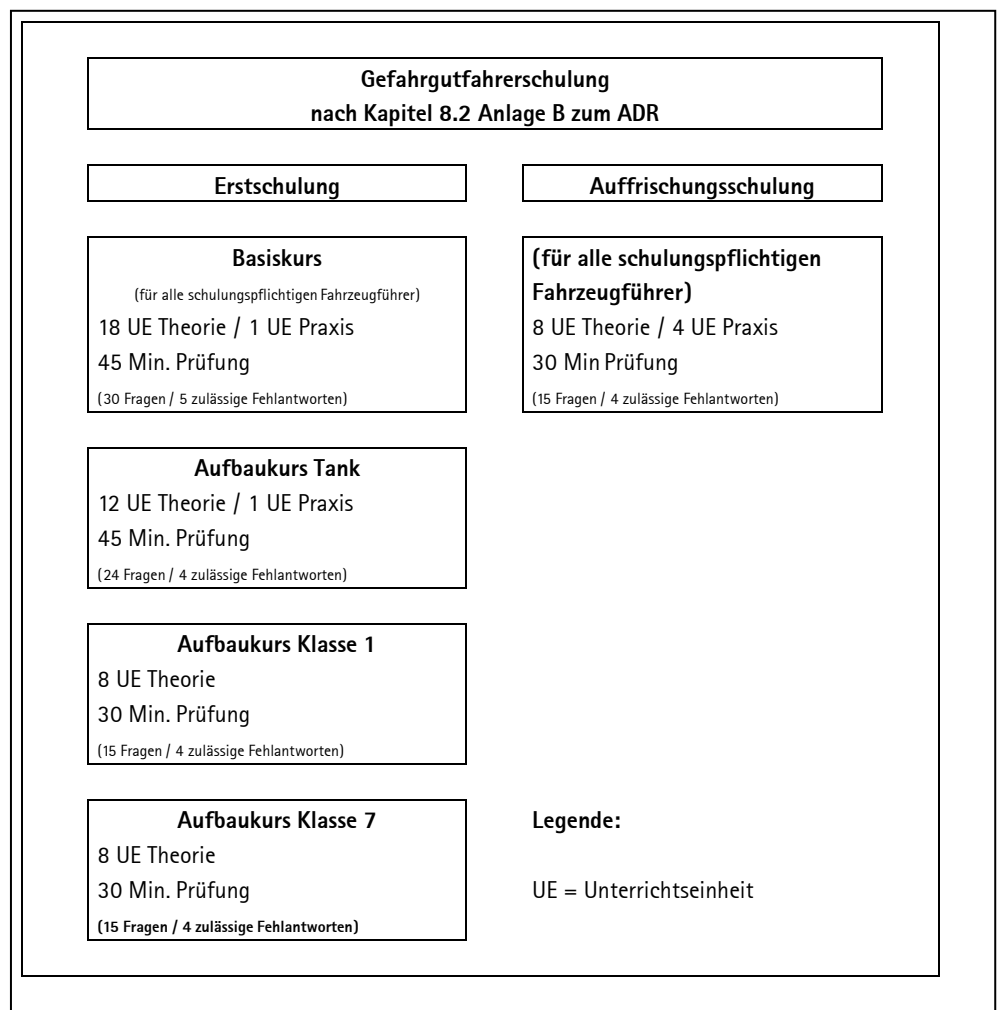 Gefahrgutfahrerschulung
nach Kapitel 8.2 Anlage B zum ADR
Erstschulung
Auffrischungsschulung
Basiskurs
(für alle schulungspflichtigen Fahrzeugführer)
18 UE Theorie / 1 UE Praxis
45 Min. Prüfung
(30 Fragen / 5 zulässige Fehlantworten)
(für alle schulungspflichtigen
Fahrzeugführer)
8 UE Theorie / 4 UE Praxis
30 Min Prüfung
(15 Fragen / 4 zulässige Fehlantworten)
Aufbaukurs Tank
12 UE Theorie / 1 UE Praxis
45 Min. Prüfung
(24 Fragen / 4 zulässige Fehlantworten)
Aufbaukurs Klasse 1
8 UE Theorie
30 Min. Prüfung
(15 Fragen / 4 zulässige Fehlantworten)
Aufbaukurs Klasse 7
8 UE Theorie
30 Min. Prüfung
(15 Fragen / 4 zulässige Fehlantworten)
Legende:
UE = Unterrichtseinheit